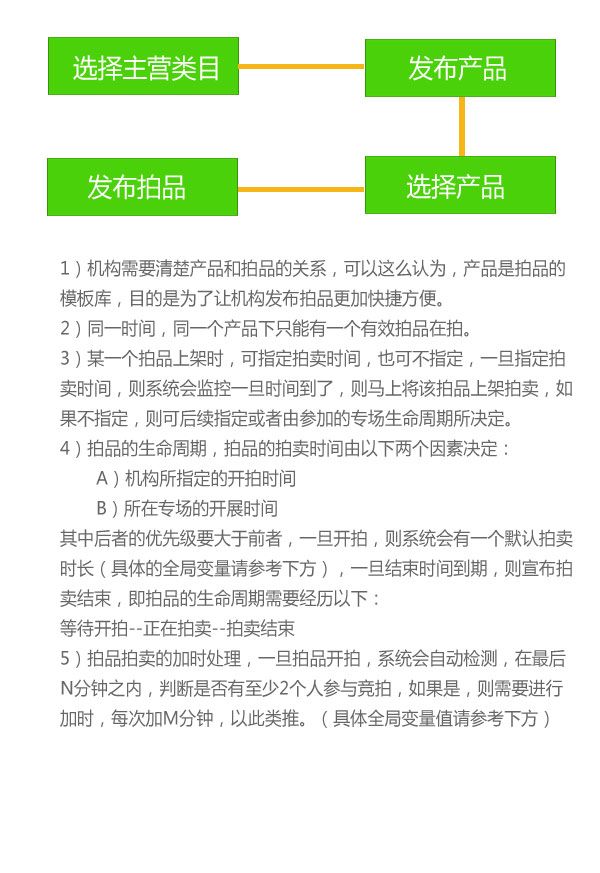 选择主营类目
发布产品
发布拍品
选择产品
1）机构需要清楚产品和拍品的关系，可以这么认为，产品是拍品的
模板库，目的是为了让机构发布拍品更加快捷方便。
2）同一时间，同一个产品下只能有一个有效拍品在拍。
3）某一个拍品上架时，可指定拍卖时间，也可不指定，一旦指定拍
卖时间，则系统会监控一旦时间到了，则马上将该拍品上架拍卖，如
果不指定，则可后续指定或者由参加的专场生命周期所决定。
4）拍品的生命周期，拍品的拍卖时间由以下两个因素决定：
A）机构所指定的开拍时间
B）所在专场的开展时间
其中后者的优先级要大于前者，一旦开拍，则系统会有一个默认拍卖
时长（具体的全局变量请参考下方），一旦结束时间到期，则宣布拍
卖结束，即拍品的生命周期需要经历以下：
等待开拍--正在拍卖--拍卖结束
5）拍品拍卖的加时处理，一旦拍品开拍，系统会自动检测，在最后
N分钟之内，判断是否有至少2个人参与竞拍，如果是，则需要进行
加时，每次加M分钟，以此类推。（具体全局变量值请参考下方）